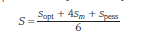 S = (s_opt + 4s_m + s_pess) / 6